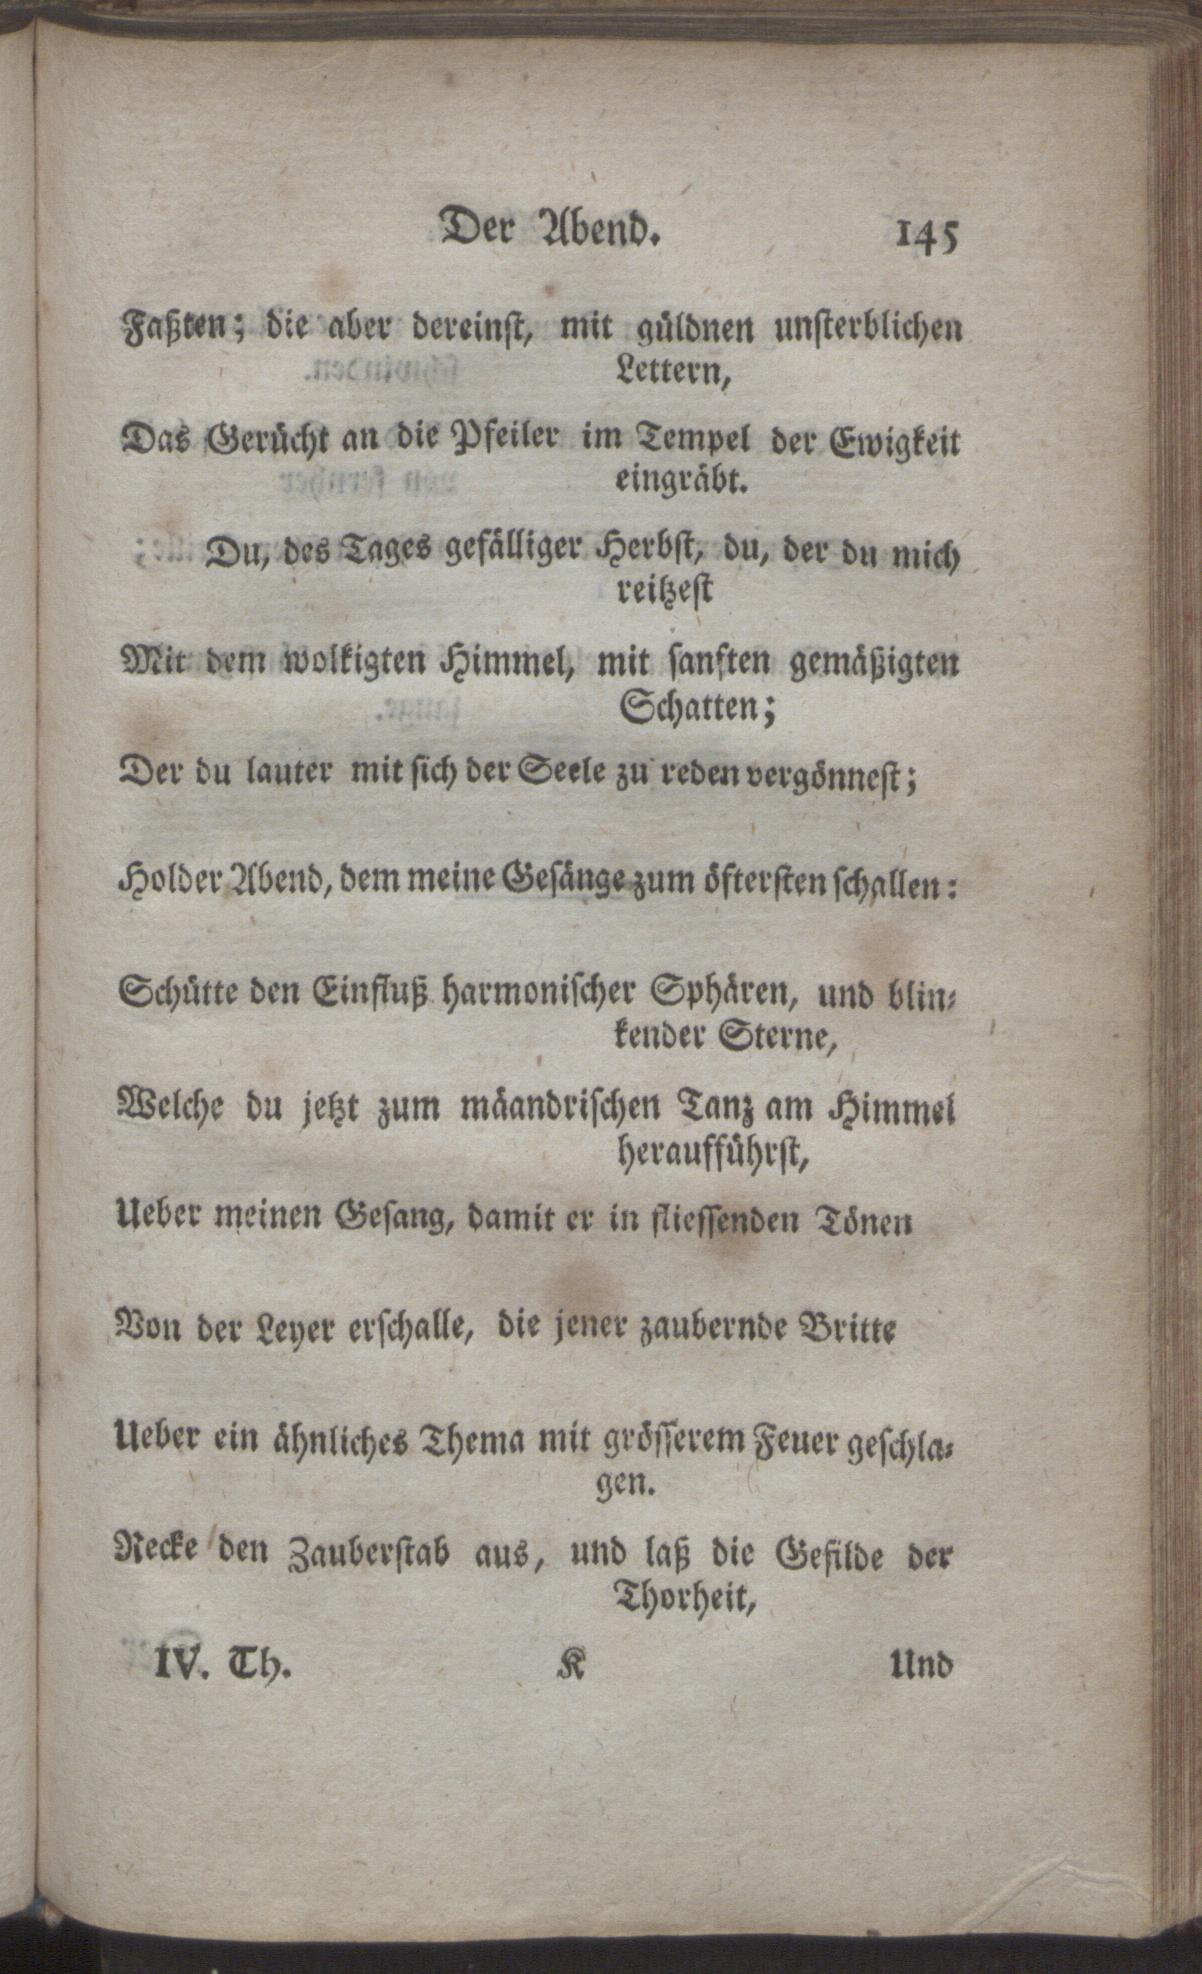 Der Abend. 145
Faßten; die aber dereinst, mit güldnen unsterblichen
Lettern,
Das Gerücht an die Pfeiler im Tempel der Ewigkeit
eingräbt.
Du, des Tages gefälliger Herbst, du, der du mich
reitzest
Mit dem wolkigten Himmel, mit sanften gemäßigten
Schatten;
Der du lauter mit sich der Seele zu reden vergönnest;
Holder Abend, dem meine Gesänge zum öftersten schallen:
Schütte den Einfluß harmonischer Sphären, und blin-
kender Sterne,
Welche du jetzt zum mäandrischen Tanz am Himmel
heraufführst,
Ueber meinen Gesang, damit er in fliessenden Tönen
Von der Leyer erschalle, die jener zaubernde Britte
Ueber ein ähnliches Thema mit grösserem Feuer geschla-
gen.
Recke den Zauberstab aus, und laß die Gefilde der
Thorheit,
IV. Th. K Und